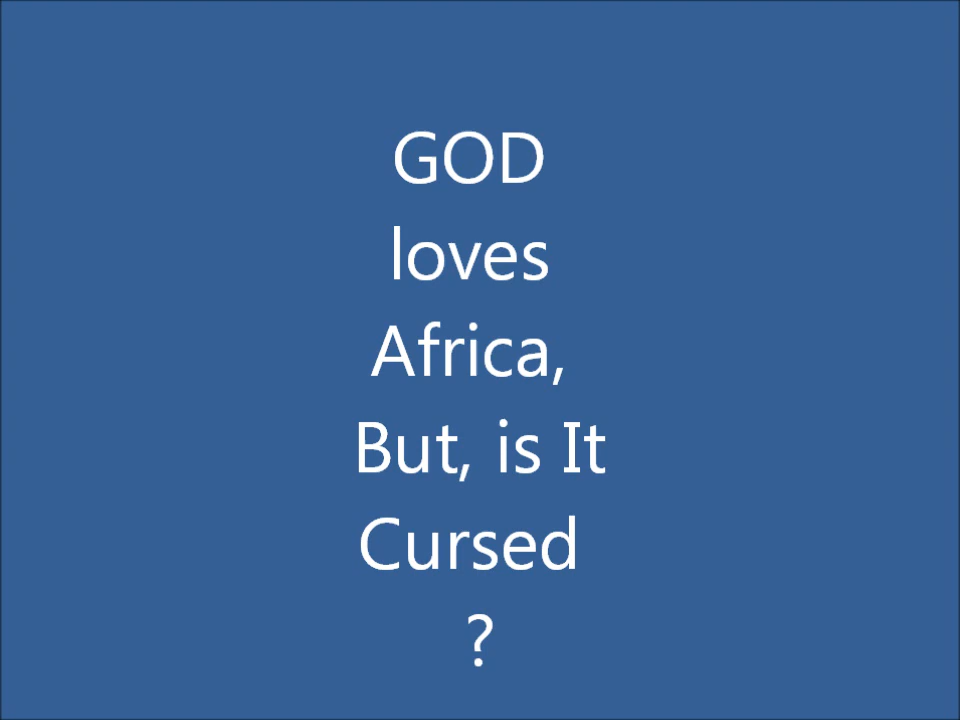 GOD
loves
Africa,
But, is It
Cursed
?